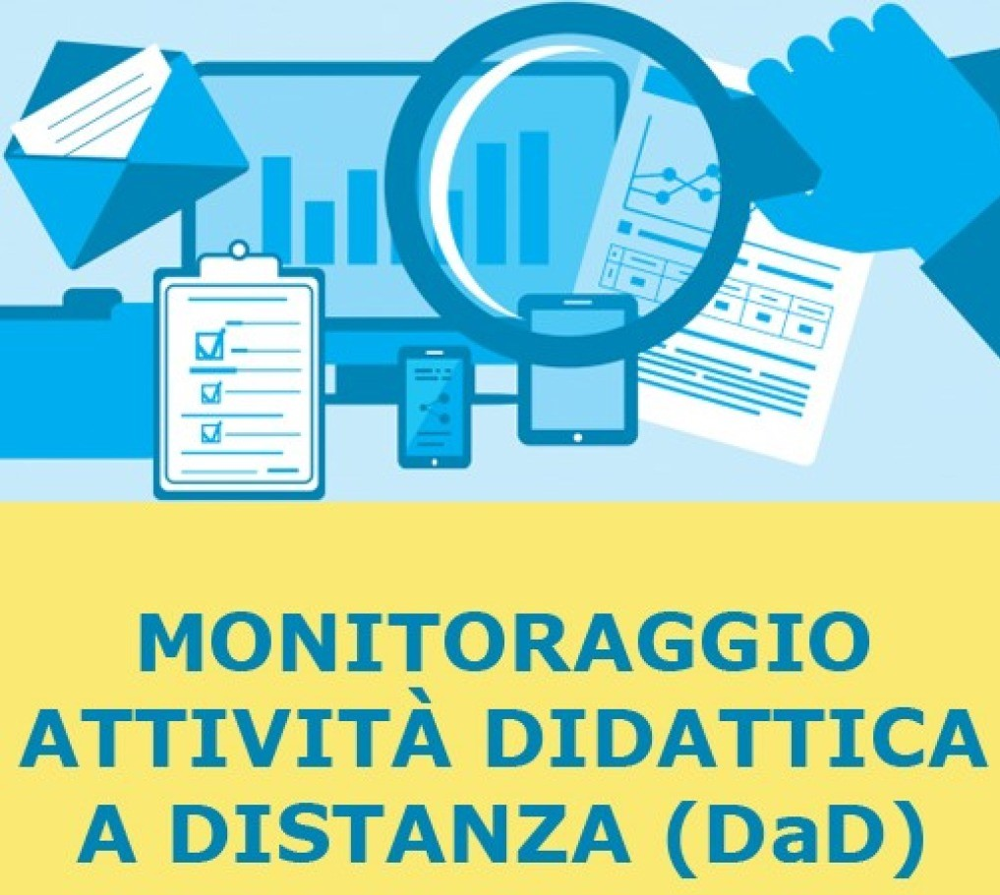 MONITORAGGIO
ATTIVITÀ DIDATTICA
A DISTANZA (DaD)